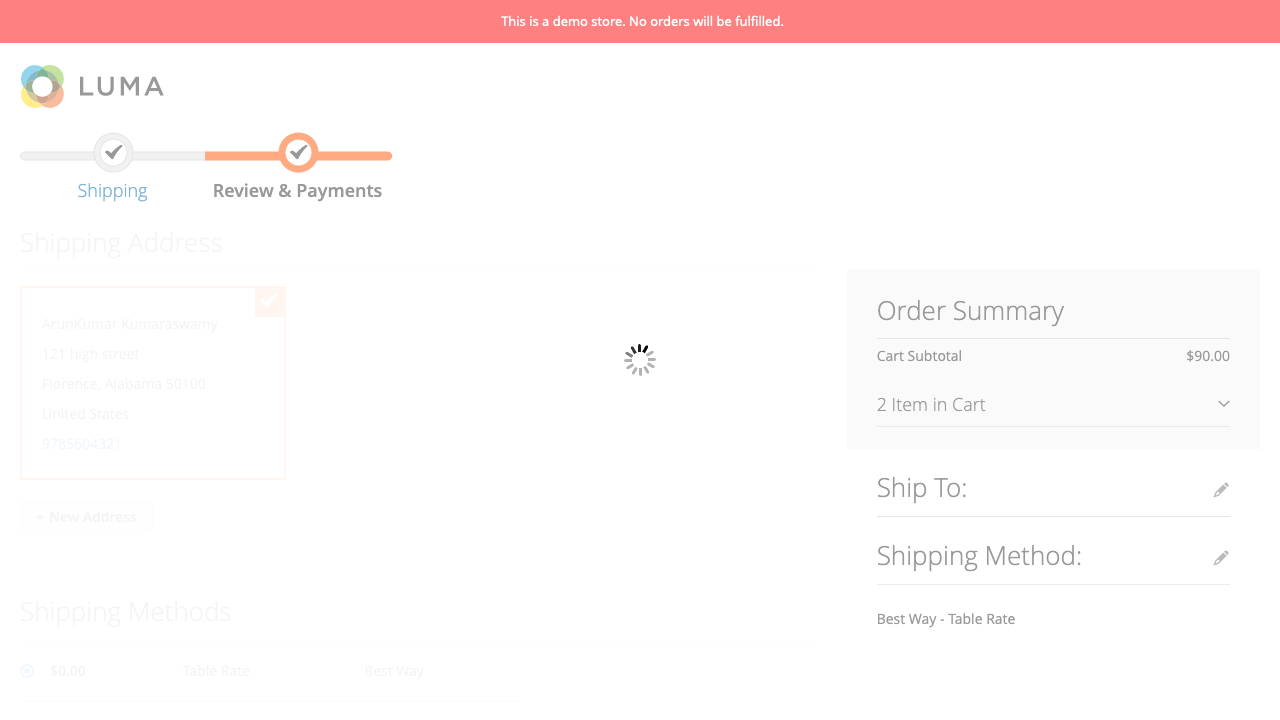 This is a demo store. No orders will be fulfilled.
LUMA
Shipping
Review & Payments
Shipping Address
ArunKumar Kumaraswamy
121 high street
Florence, Alabama 50100
United States
9785604321
+ New Address
Shipping Methods
$0.00 Table Rate Best Way
Order Summary
Cart Subtotal $90.00
2 Item in Cart
Ship To:
Shipping Method:
Best Way - Table Rate